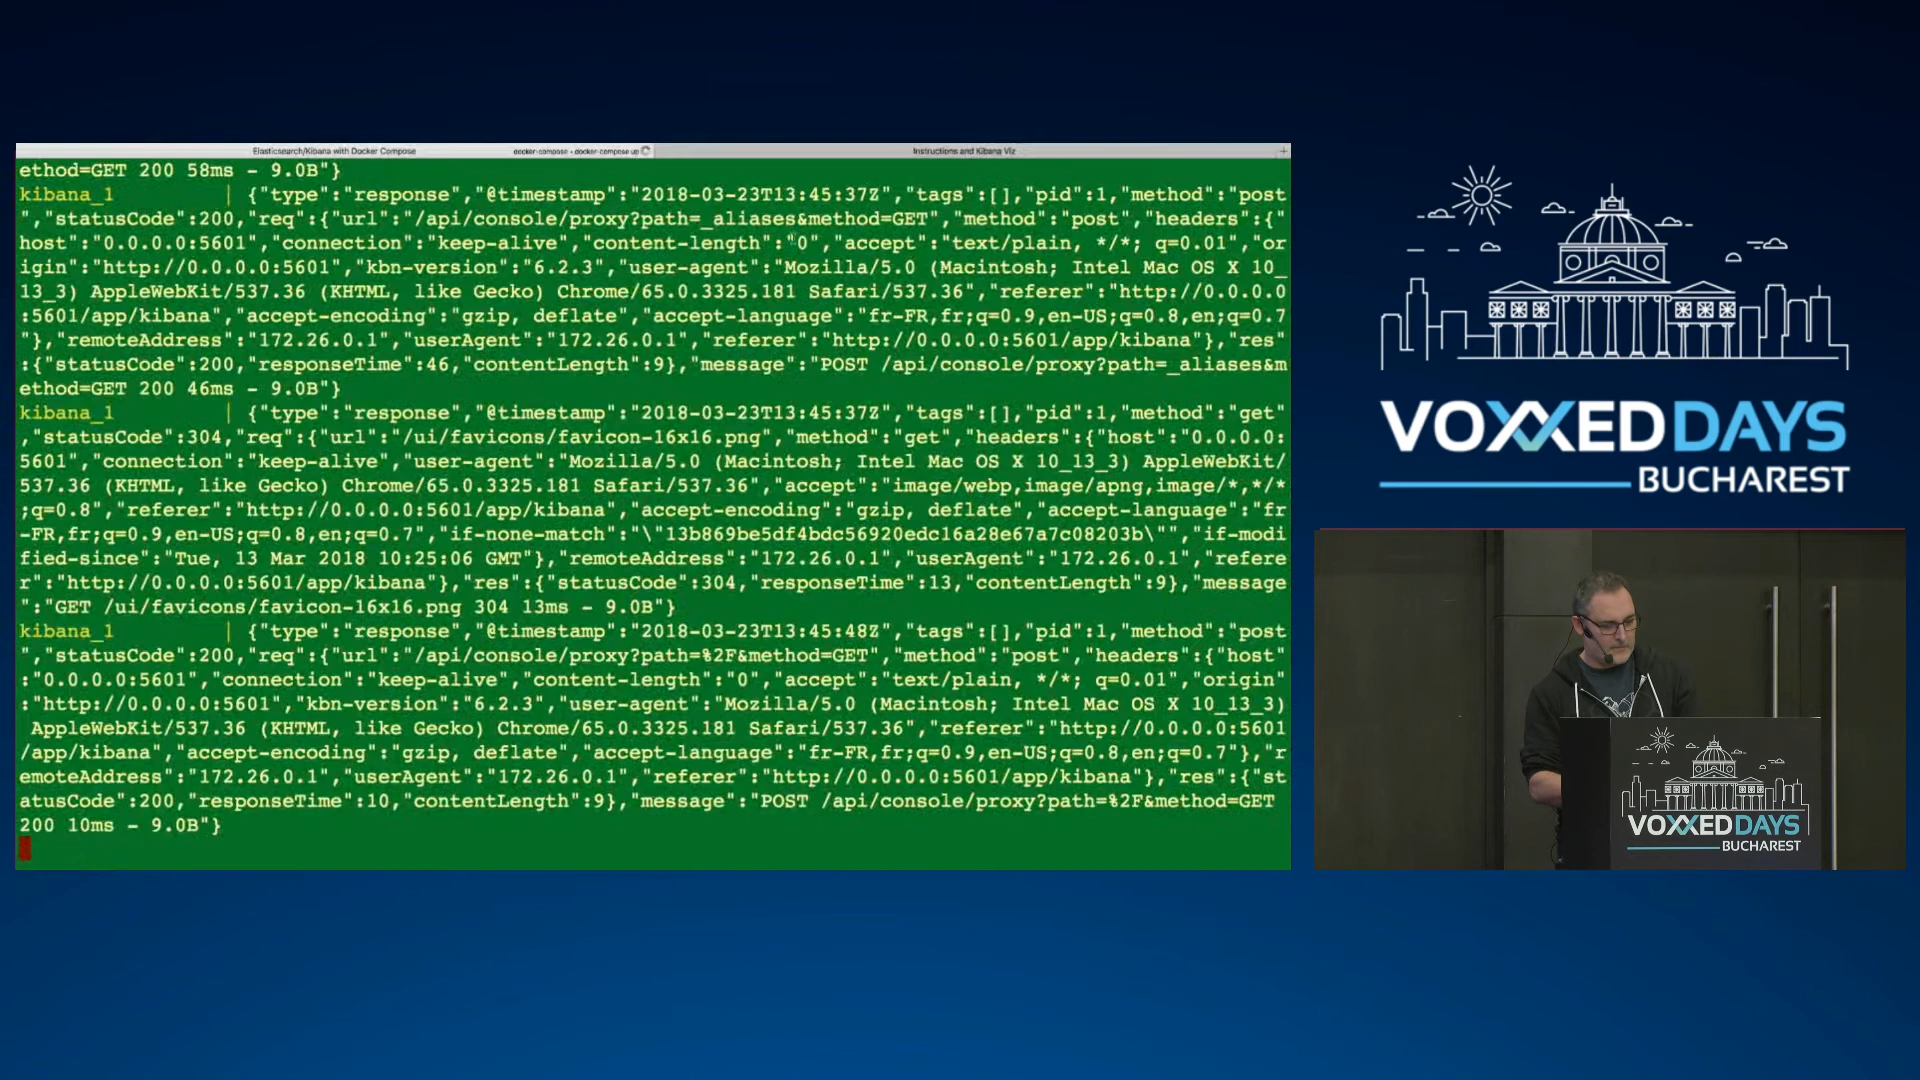 Elasticsearch/Kibana with Docker Compose
docker-compose • docker-compose up
Instructions and Kibana Viz
+
ethod=GET 200 58ms - 9.0B"}
kibana_1 | {"type":"response","@timestamp":"2018-03-23T13:45:37Z","tags":[],"pid":1,"method":"post
","statusCode":200,"req":{"url":"/api/console/proxy?path=_aliases&method=GET","method":"post","headers":{"
host":"0.0.0.0:5601","connection":"keep-alive","content-length":"0","accept":"text/plain, */*; q=0.01","or
igin":"http://0.0.0.0:5601","kbn-version":"6.2.3","user-agent":"Mozilla/5.0 (Macintosh; Intel Mac OS X 10_
13_3) AppleWebKit/537.36 (KHTML, like Gecko) Chrome/65.0.3325.181 Safari/537.36","referer":"http://0.0.0.0
:5601/app/kibana","accept-encoding":"gzip, deflate","accept-language":"fr-FR,fr;q=0.9,en-US;q=0.8,en;q=0.7
"},"remoteAddress":"172.26.0.1","userAgent":"172.26.0.1","referer":"http://0.0.0.0:5601/app/kibana"},"res"
:{"statusCode":200,"responseTime":46,"contentLength":9},"message":"POST /api/console/proxy?path=_aliases&m
ethod=GET 200 46ms - 9.0B"}
kibana_1 | {"type":"response","@timestamp":"2018-03-23T13:45:37Z","tags":[],"pid":1,"method":"get"
,"statusCode":304,"req":{"url":"/ui/favicons/favicon-16x16.png","method":"get","headers":{"host":"0.0.0.0:
5601","connection":"keep-alive","user-agent":"Mozilla/5.0 (Macintosh; Intel Mac OS X 10_13_3) AppleWebKit/
537.36 (KHTML, like Gecko) Chrome/65.0.3325.181 Safari/537.36","accept":"image/webp,image/apng,image/*,*/*
;q=0.8","referer":"http://0.0.0.0:5601/app/kibana","accept-encoding":"gzip, deflate","accept-language":"fr
-FR,fr;q=0.9,en-US;q=0.8,en;q=0.7","if-none-match":"\"13b869be5df4bdc56920edc16a28e67a7c08203b\"","if-modi
fied-since":"Tue, 13 Mar 2018 10:25:06 GMT"},"remoteAddress":"172.26.0.1","userAgent":"172.26.0.1","refere
r":"http://0.0.0.0:5601/app/kibana"},"res":{"statusCode":304,"responseTime":13,"contentLength":9},"message
":"GET /ui/favicons/favicon-16x16.png 304 13ms - 9.0B"}
kibana_1 | {"type":"response","@timestamp":"2018-03-23T13:45:48Z","tags":[],"pid":1,"method":"post
","statusCode":200,"req":{"url":"/api/console/proxy?path=%2F&method=GET","method":"post","headers":{"host"
:"0.0.0.0:5601","connection":"keep-alive","content-length":"0","accept":"text/plain, */*; q=0.01","origin"
:"http://0.0.0.0:5601","kbn-version":"6.2.3","user-agent":"Mozilla/5.0 (Macintosh; Intel Mac OS X 10_13_3)
 AppleWebKit/537.36 (KHTML, like Gecko) Chrome/65.0.3325.181 Safari/537.36","referer":"http://0.0.0.0:5601
/app/kibana","accept-encoding":"gzip, deflate","accept-language":"fr-FR,fr;q=0.9,en-US;q=0.8,en;q=0.7"},"r
emoteAddress":"172.26.0.1","userAgent":"172.26.0.1","referer":"http://0.0.0.0:5601/app/kibana"},"res":{"st
atusCode":200,"responseTime":10,"contentLength":9},"message":"POST /api/console/proxy?path=%2F&method=GET
200 10ms - 9.0B"}
VOXXED DAYS
BUCHAREST
VOXXED DAYS
BUCHAREST